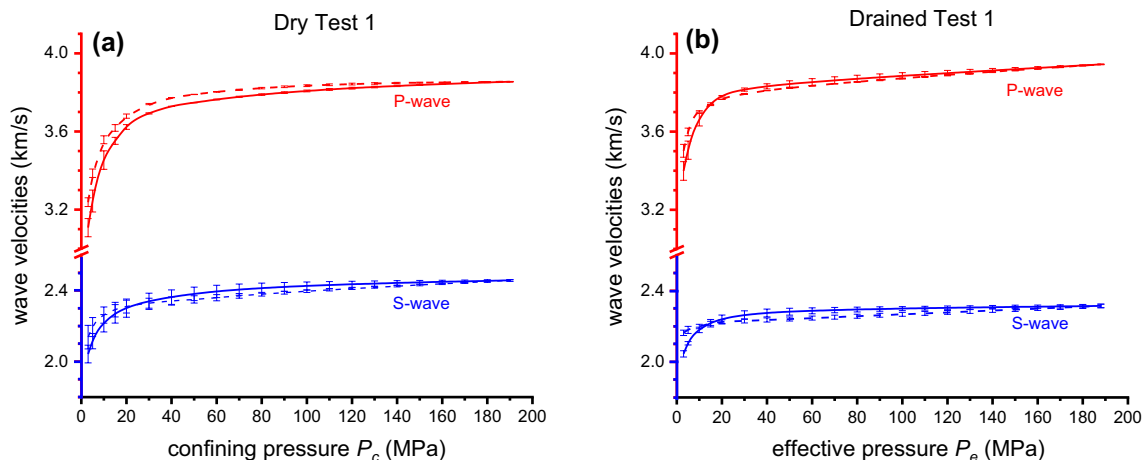 Dry Test 1
(a)
wave velocities (km/s)
4.0
3.6
3.2
2.4
2.0
P-wave
S-wave
0 20 40 60 80 100 120 140 160 180 200
confining pressure P_c (MPa)
Drained Test 1
(b)
wave velocities (km/s)
4.0
3.6
3.2
2.4
2.0
P-wave
S-wave
0 20 40 60 80 100 120 140 160 180 200
effective pressure P_e (MPa)